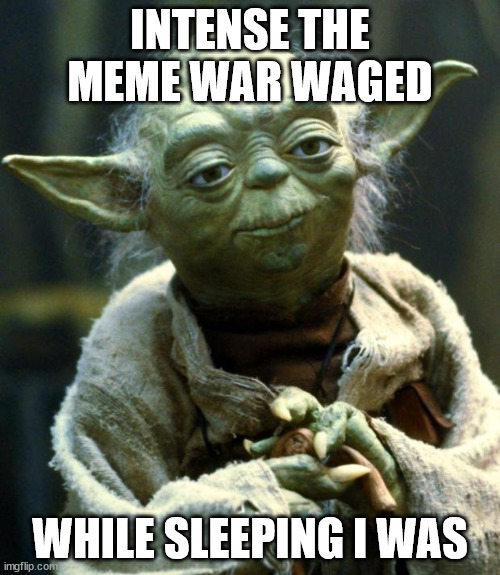 INTENSE THE
MEME WAR WAGED
WHILE SLEEPING I WAS
imgflip.com